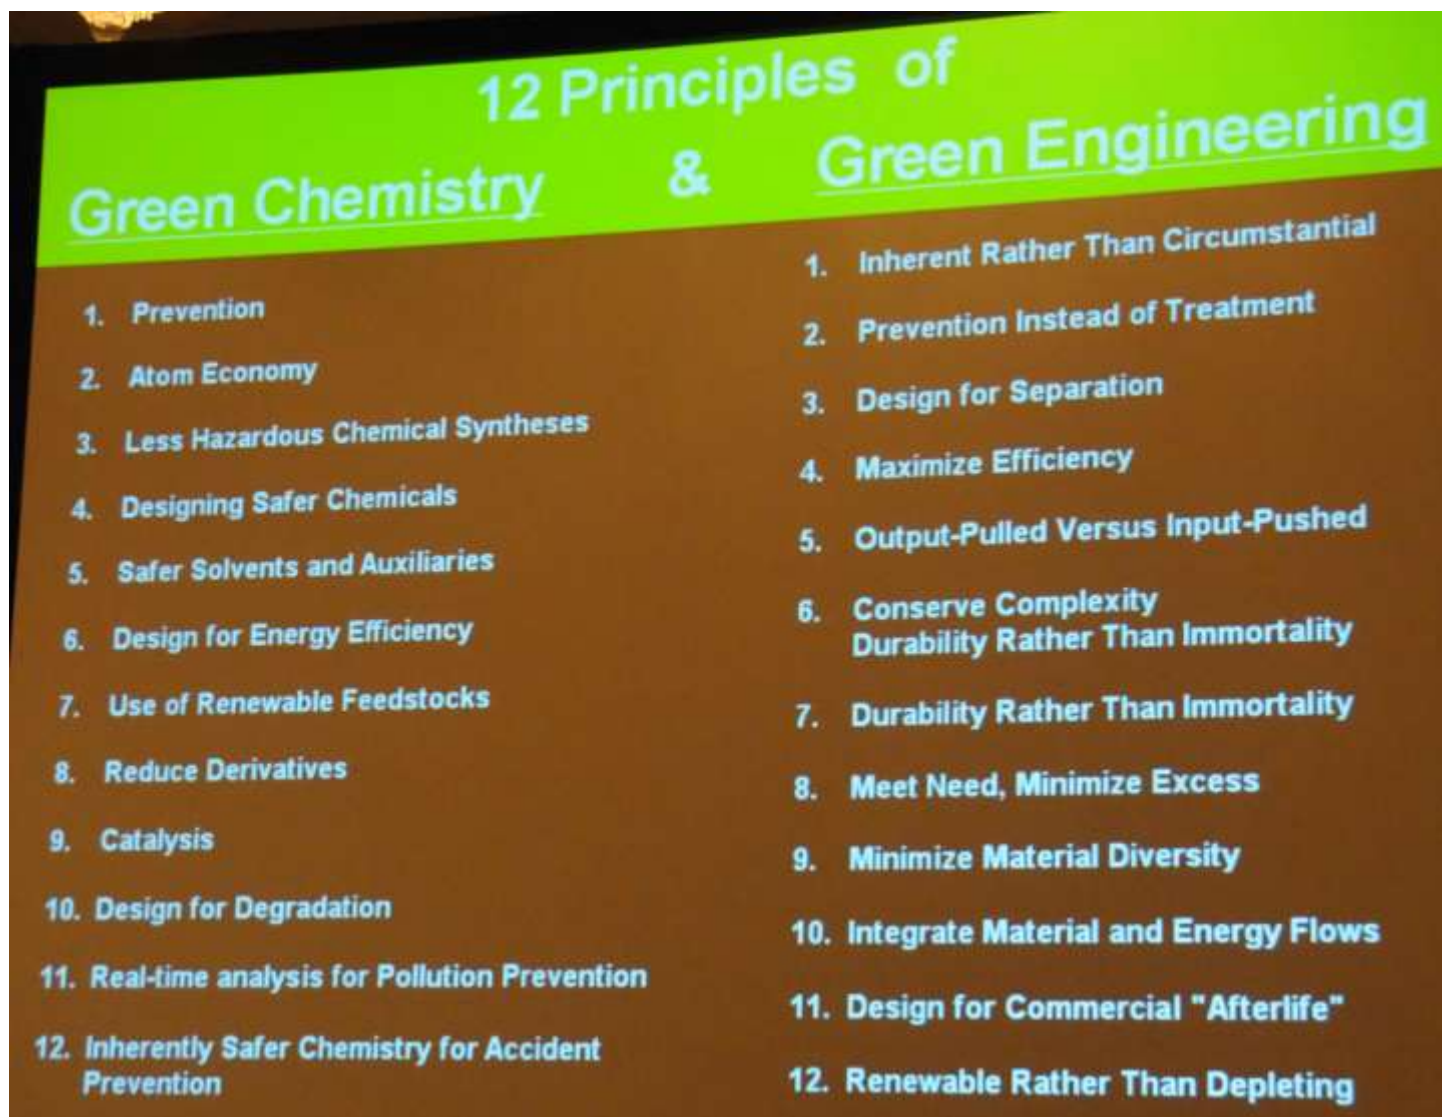 12 Principles of
Green Chemistry & Green Engineering
1. Prevention
2. Atom Economy
3. Less Hazardous Chemical Syntheses
4. Designing Safer Chemicals
5. Safer Solvents and Auxiliaries
6. Design for Energy Efficiency
7. Use of Renewable Feedstocks
8. Reduce Derivatives
9. Catalysis
10. Design for Degradation
11. Real-time analysis for Pollution Prevention
12. Inherently Safer Chemistry for Accident
Prevention
1. Inherent Rather Than Circumstantial
2. Prevention Instead of Treatment
3. Design for Separation
4. Maximize Efficiency
5. Output-Pulled Versus Input-Pushed
6. Conserve Complexity
Durability Rather Than Immortality
7. Durability Rather Than Immortality
8. Meet Need, Minimize Excess
9. Minimize Material Diversity
10. Integrate Material and Energy Flows
11. Design for Commercial "Afterlife"
12. Renewable Rather Than Depleting